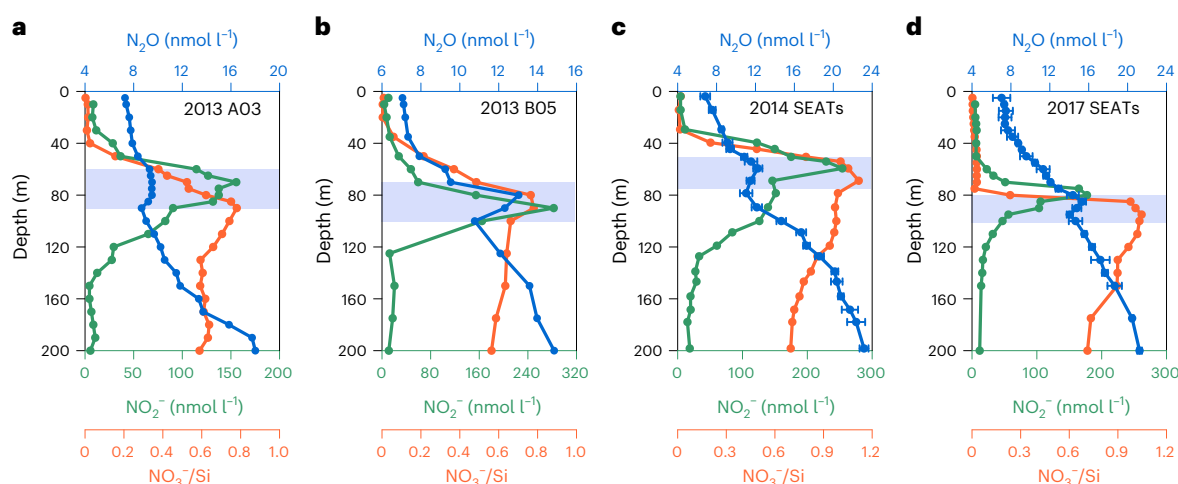 a
b
c
d
N₂O (nmol l⁻¹)
N₂O (nmol l⁻¹)
N₂O (nmol l⁻¹)
N₂O (nmol l⁻¹)
4 8 12 16 20
6 8 10 12 14 16
4 8 12 16 20 24
4 8 12 16 20 24
2013 A03
2013 B05
2014 SEATs
2017 SEATs
Depth (m)
0
40
80
120
160
200
Depth (m)
0
40
80
120
160
200
Depth (m)
0
40
80
120
160
200
Depth (m)
0
40
80
120
160
200
0 50 100 150 200
0 80 160 240 320
0 100 200 300
0 100 200 300
NO₂⁻ (nmol l⁻¹)
NO₂⁻ (nmol l⁻¹)
NO₂⁻ (nmol l⁻¹)
NO₂⁻ (nmol l⁻¹)
0 0.2 0.4 0.6 0.8 1.0
0 0.2 0.4 0.6 0.8 1.0
0 0.3 0.6 0.9 1.2
0 0.3 0.6 0.9 1.2
NO₃⁻/Si
NO₃⁻/Si
NO₃⁻/Si
NO₃⁻/Si